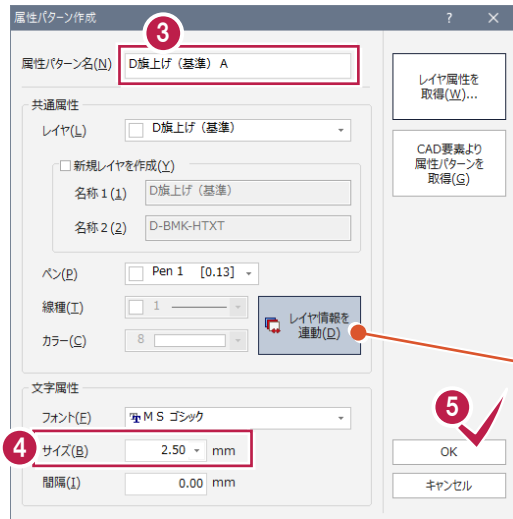 属性パターン作成 ? ×
3
属性パターン名(N) D旗上げ（基準）A
レイヤ属性を
取得(W)...
CAD要素より
属性パターンを
取得(G)
共通属性
レイヤ(L) D旗上げ（基準）
新規レイヤを作成(Y)
名称１(1) D旗上げ（基準）
名称２(2) D-BMK-HTXT
ペン(P) Pen 1 [0.13]
線種(T) 1
カラー(C) 8
レイヤ情報を
連動(D)
文字属性
フォント(F) ＭＳ ゴシック
4
サイズ(B) 2.50 mm
間隔(I) 0.00 mm
5
OK
キャンセル